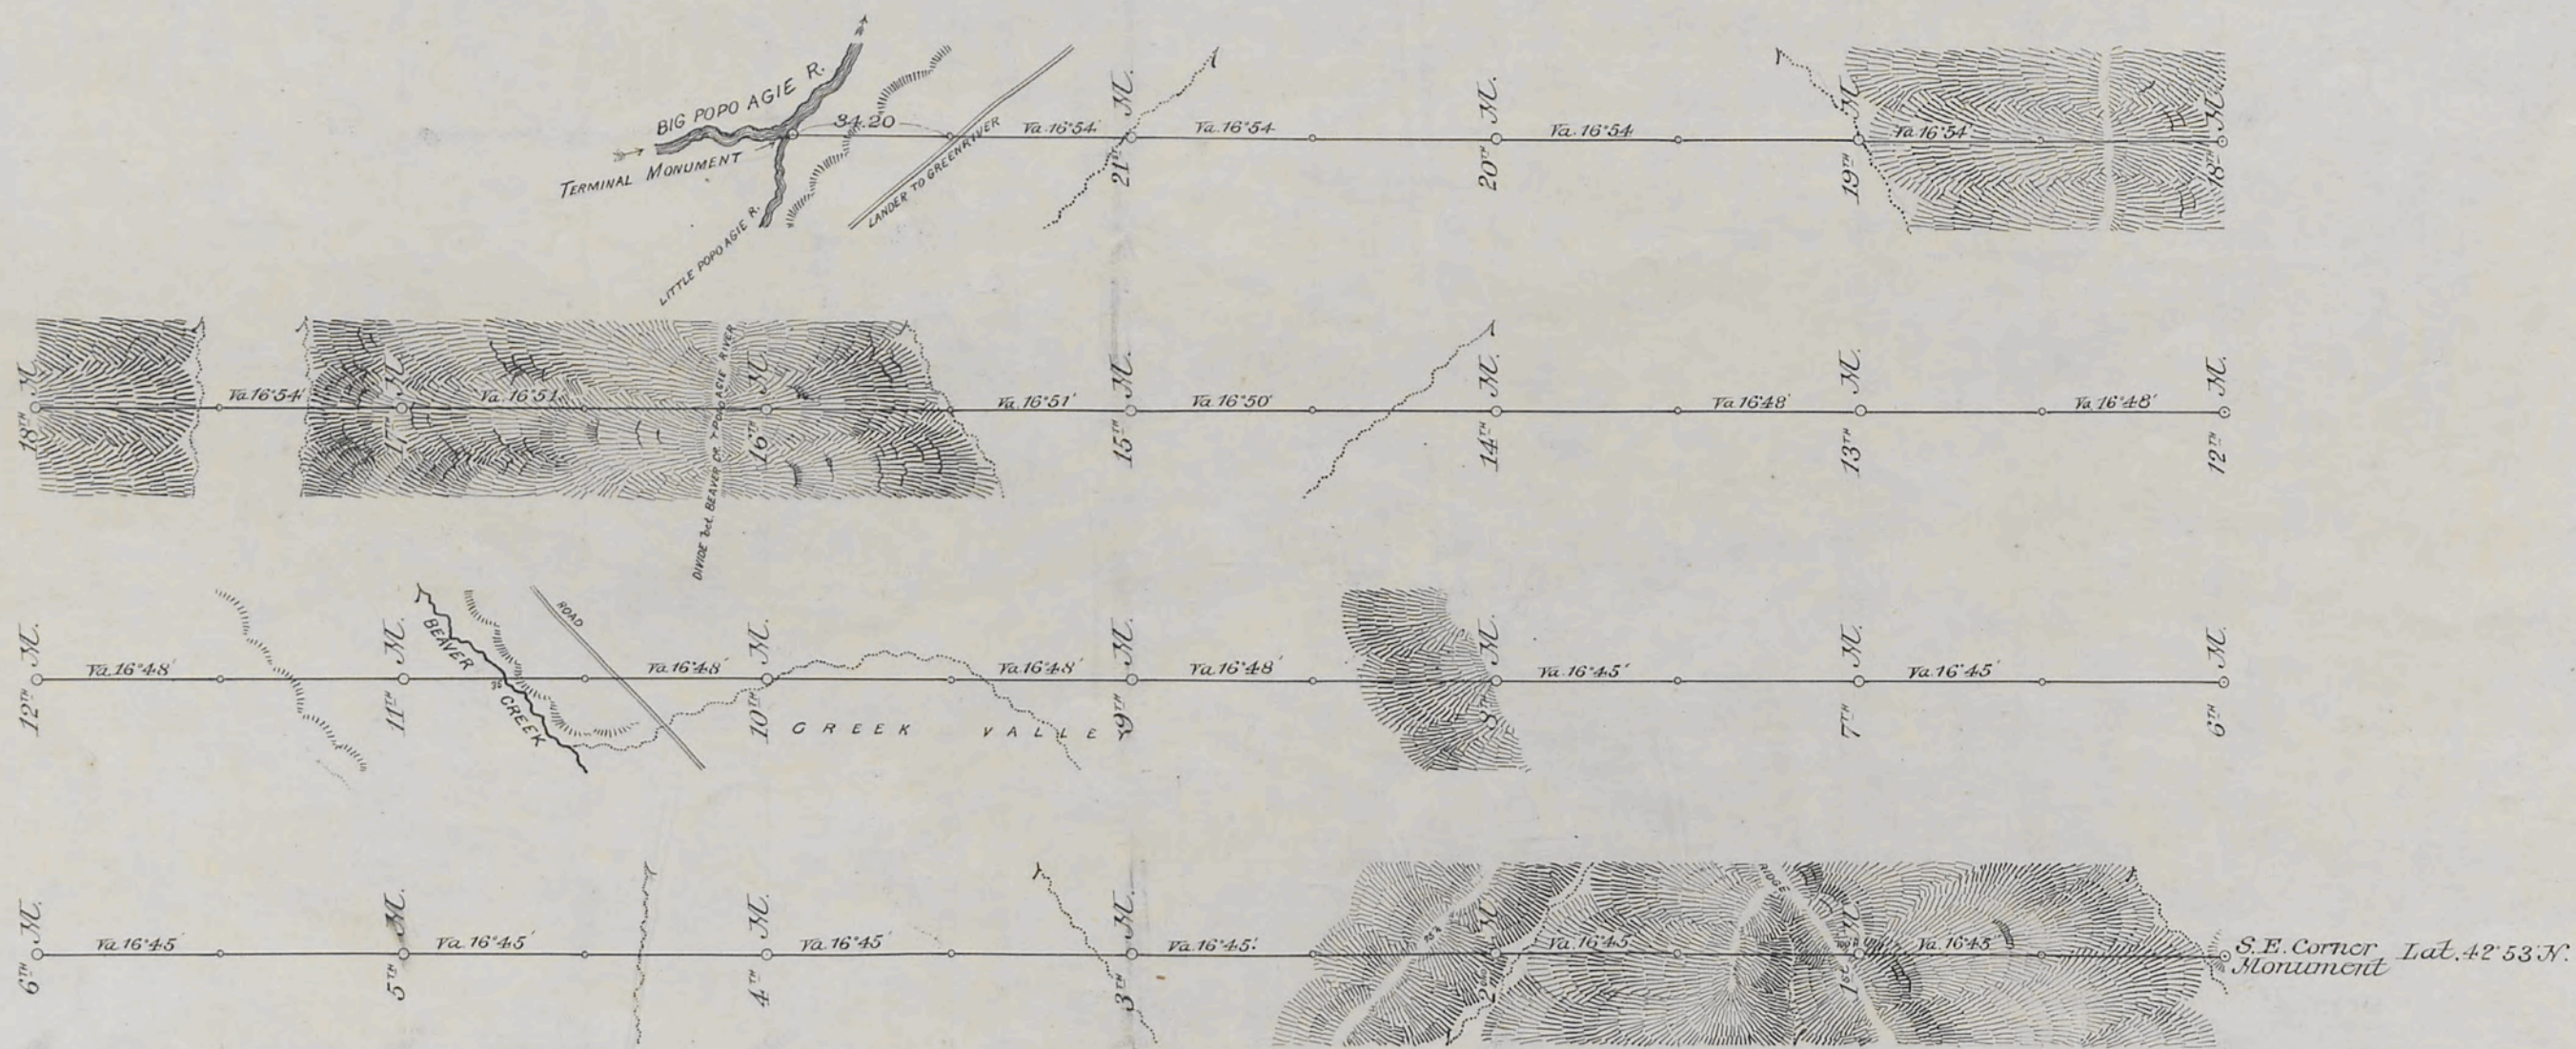 BIG POPO AGIE R.
34.20
TERMINAL MONUMENT
LITTLE POPO AGIE R.
LANDER TO GREENRIVER
Va. 16°54'
21st M.
Va. 16°54
20TH M.
Va. 16°54
19TH M.
Va. 16°54'
18TH M.
18TH M.
Va. 16°54'
17TH M.
Va. 16°51'
DIVIDE bet. BEAVER CR. & POPO AGIE RIVER
16TH M.
Va. 16°51'
15TH M.
Va. 16°50'
14TH M.
Va. 16°48'
13TH M.
Va. 16°48'
12TH M.
12TH M.
Va. 16°48'
11TH M.
BEAVER CREEK
ROAD
Va. 16°48'
10TH M.
GREEK VALLEY
Va. 16°48'
9TH M.
Va. 16°48'
8TH M.
Va. 16°45'
7TH M.
Va. 16°45'
6TH M.
6TH M.
Va. 16°45'
5TH M.
Va. 16°45'
4TH M.
Va. 16°45'
3TH M.
Va. 16°45'.
2nd M.
Va. 16°45'
RIDGE
1st M.
Va. 16°45
S.E. Corner Lat. 42°53'N.
Monument